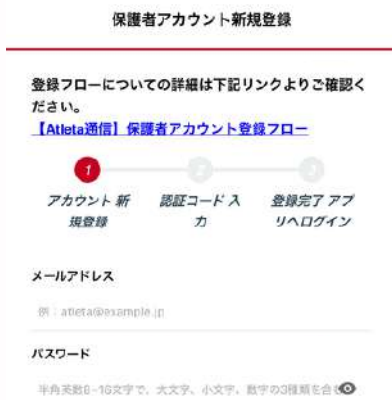 保護者アカウント新規登録
登録フローについての詳細は下記リンクよりご確認く
ださい。
【Atleta通信】保護者アカウント登録フロー
1
2
3
アカウント 新
規登録
認証コード 入
力
登録完了 アプ
リへログイン
メールアドレス
例：atleta@example.jp
パスワード
半角英数8-16文字で、大文字、小文字、数字の3種類を含む